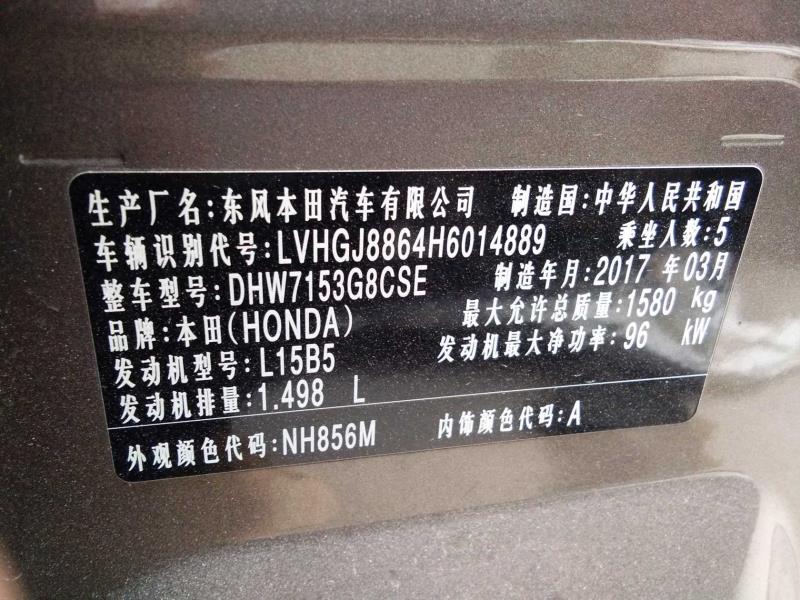 生产厂名:东风本田汽车有限公司 制造国:中华人民共和国
车辆识别代号:LVHGJ8864H6014889 乘坐人数:5
整车型号:DHW7153G8CSE 制造年月:2017 年03月
品牌:本田(HONDA) 最大允许总质量:1580 kg
发动机型号:L15B5 发动机最大净功率:96 kW
发动机排量:1.498 L
外观颜色代码:NH856M 内饰颜色代码:A